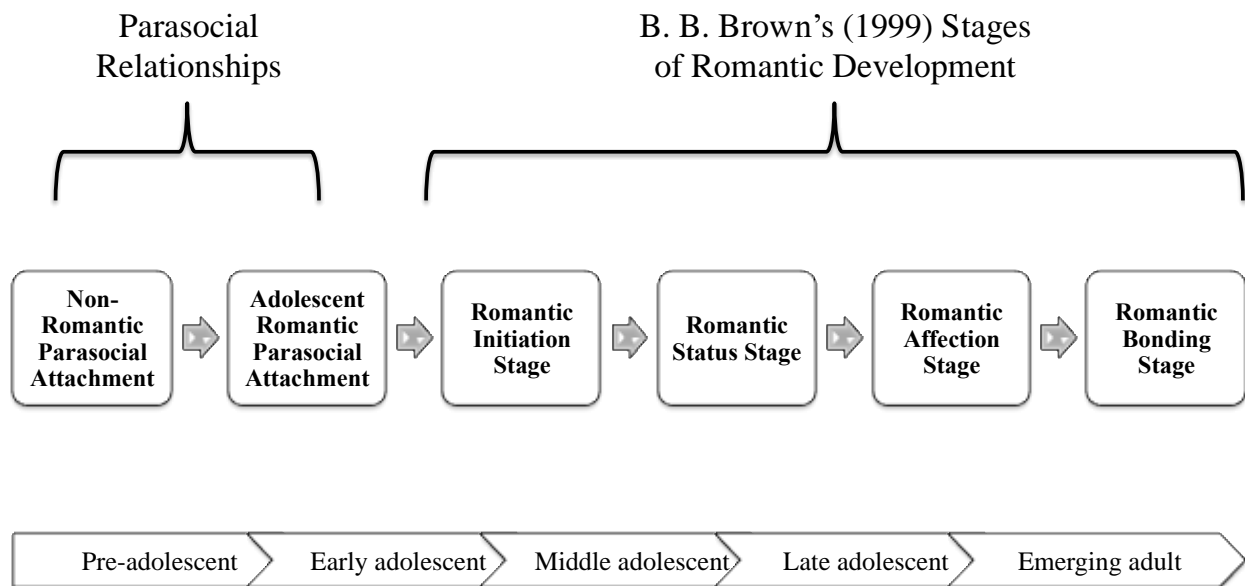 Parasocial
Relationships
B. B. Brown’s (1999) Stages
of Romantic Development
Non-
Romantic
Parasocial
Attachment
Adolescent
Romantic
Parasocial
Attachment
Romantic
Initiation
Stage
Romantic
Status Stage
Romantic
Affection
Stage
Romantic
Bonding
Stage
Pre-adolescent
Early adolescent
Middle adolescent
Late adolescent
Emerging adult